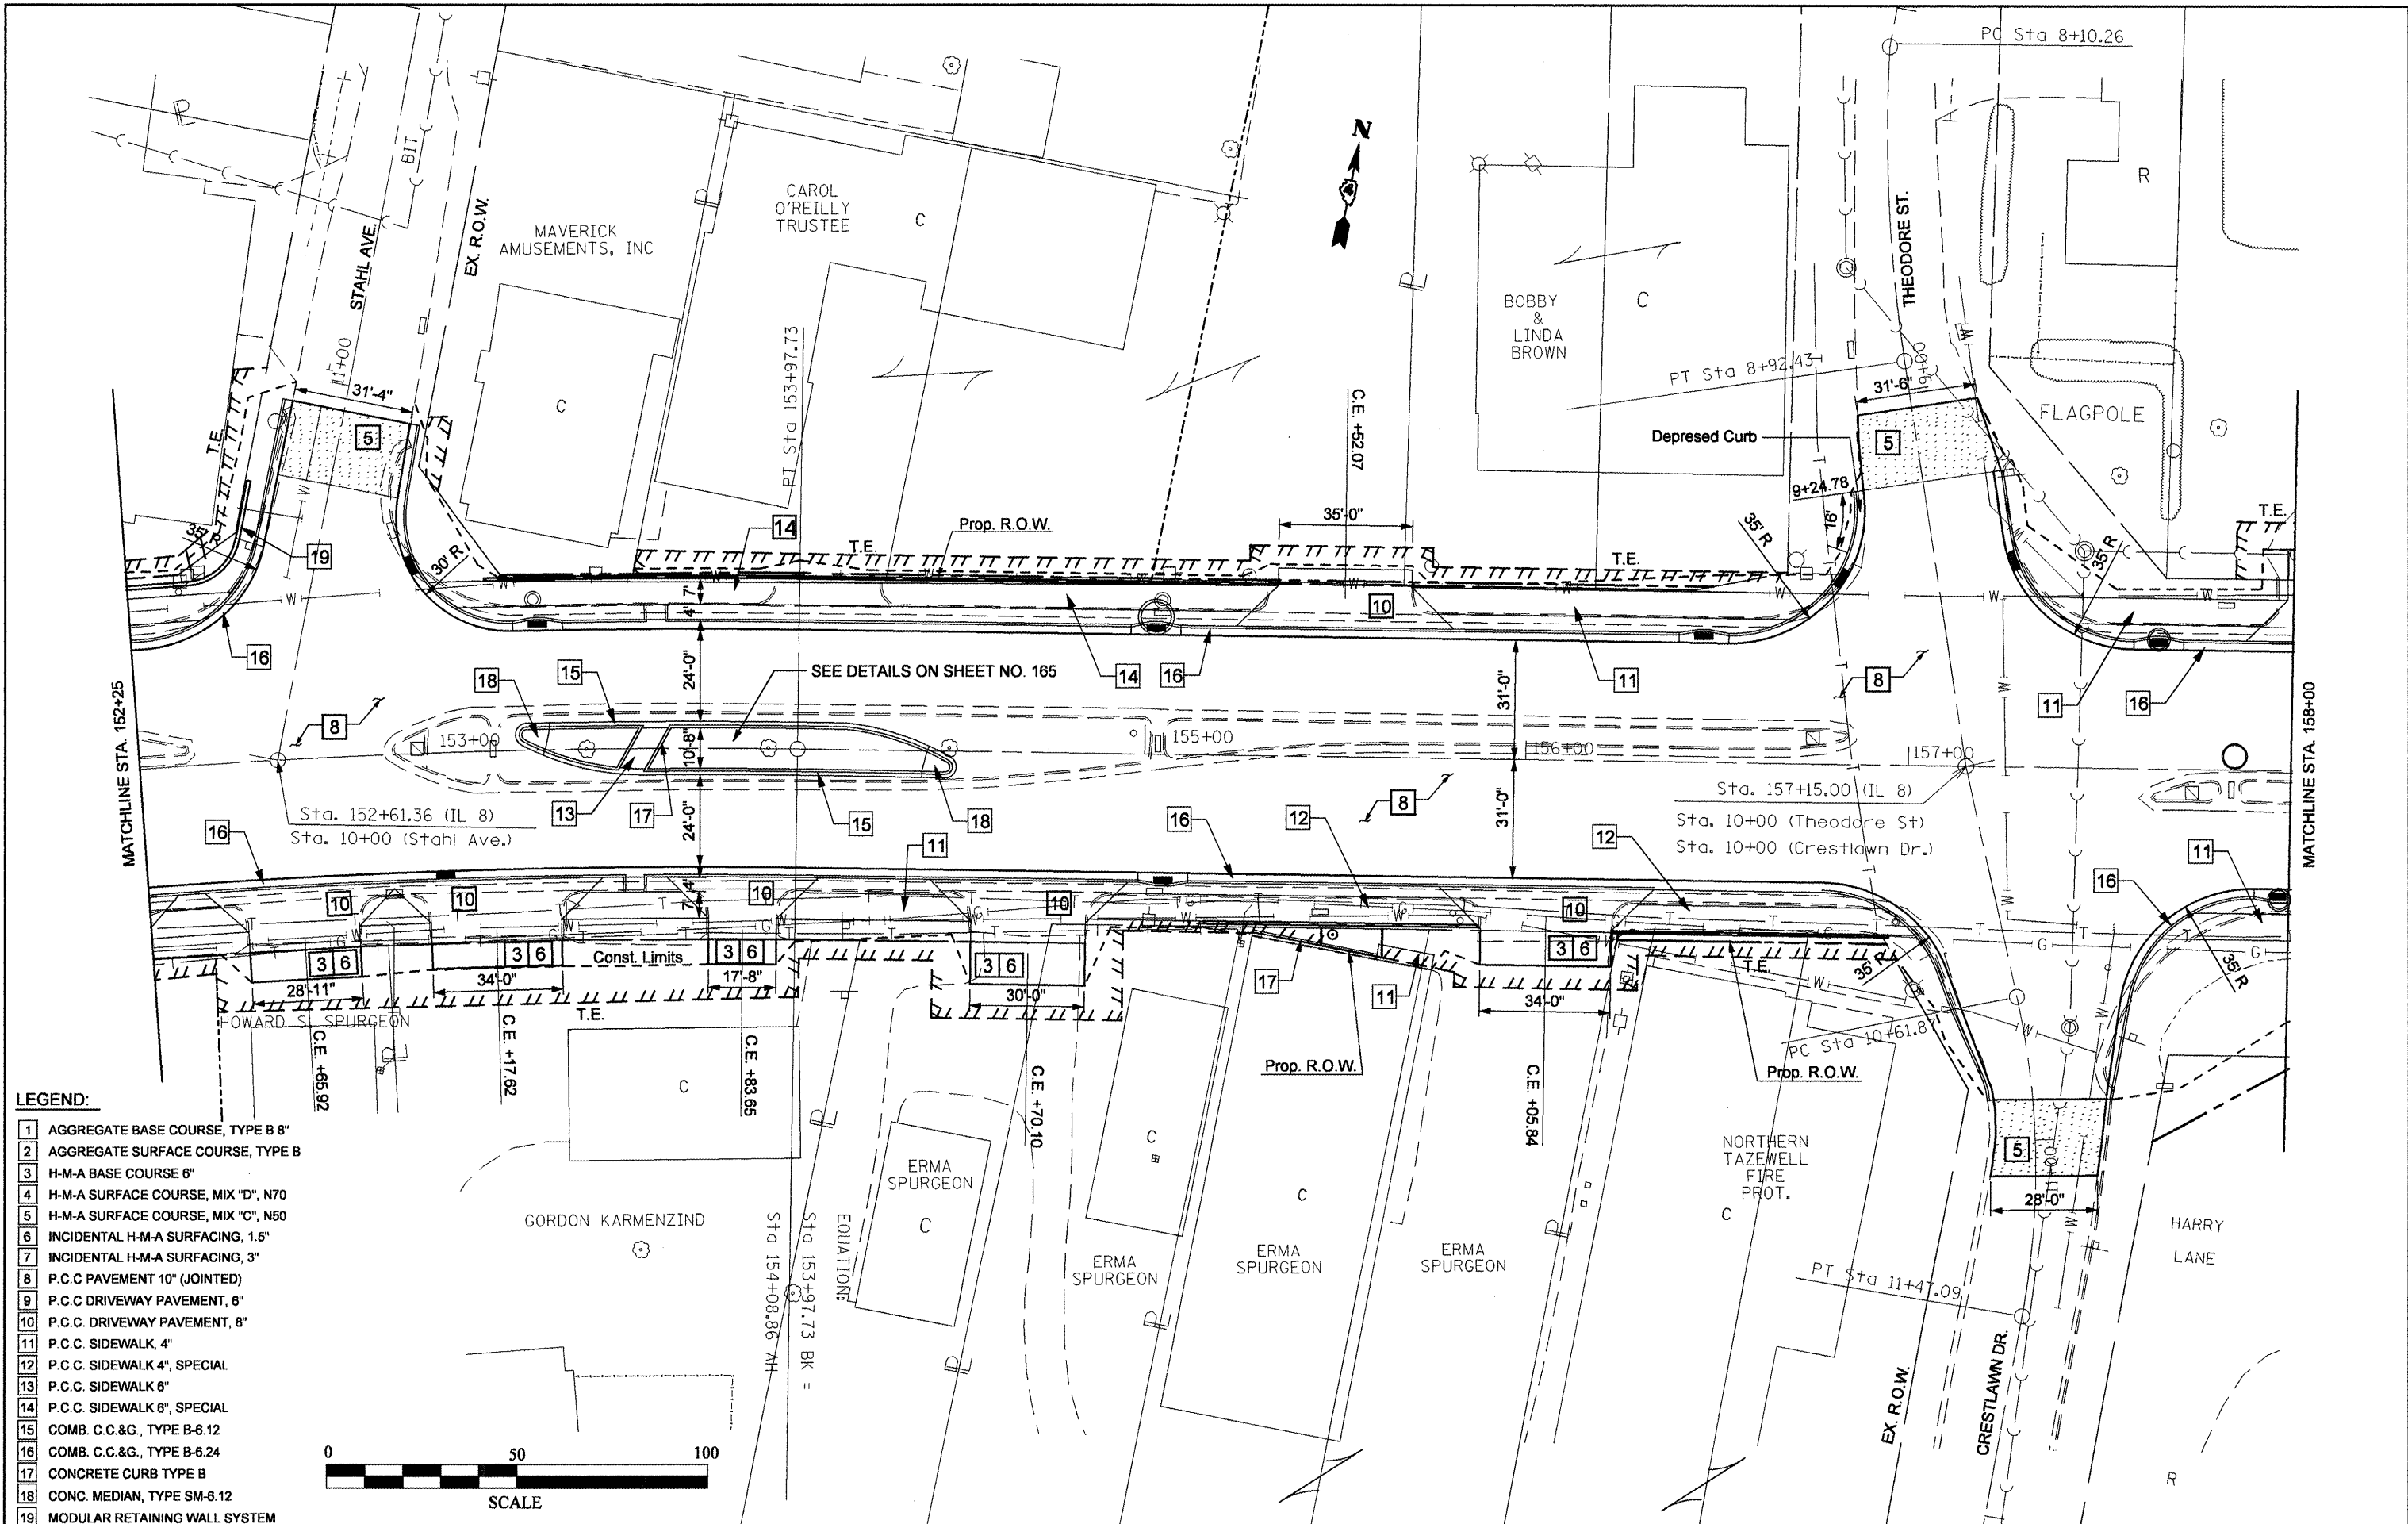 PC Sta 8+10.26
BIT
EX. R.O.W.
STAHL AVE.
11+00
31'-4"
5
T.E.
35' R
19
30' R
16
MAVERICK
AMUSEMENTS, INC
C
CAROL
O'REILLY
TRUSTEE
C
PT Sta 153+97.73
N
4
C.E. +52.07
35'-0"
BOBBY
&
LINDA
BROWN
C
THEODORE ST.
PT Sta 8+92.43
9+00
31'-6"
Depresed Curb
5
9+24.78
16'
35' R
R
FLAGPOLE
T.E.
35' R
14
Prop. R.O.W.
T.E.
T.E.
7'
4'
10
24'-0"
SEE DETAILS ON SHEET NO. 165
14
16
11
31'-0"
8
11
16
MATCHLINE STA. 152+25
MATCHLINE STA. 158+00
8
18
15
153+00
10'-8"
155+00
156+00
157+00
Sta. 152+61.36 (IL 8)
Sta. 10+00 (Stahl Ave.)
13
17
24'-0"
15
18
8
31'-0"
Sta. 157+15.00 (IL 8)
Sta. 10+00 (Theodore St)
Sta. 10+00 (Crestlawn Dr.)
16
11
16
12
12
16
11
10
10
4'
7'
10
10
10
3 6
3 6
Const. Limits
3 6
3 6
3 6
28'-11"
34'-0"
17'-8"
30'-0"
34'-0"
17
11
T.E.
T.E.
35' R
35' R
HOWARD S. SPURGEON
C.E. +65.92
C.E. +17.62
C.E. +83.65
C.E. +70.10
C.E. +05.84
Prop. R.O.W.
Prop. R.O.W.
PC Sta 10+61.87
C
GORDON KARMENZIND
ERMA
SPURGEON
C
EQUATION:
Sta 153+97.73 BK =
Sta 154+08.86 AH
C
ERMA
SPURGEON
C
ERMA
SPURGEON
ERMA
SPURGEON
NORTHERN
TAZEWELL
FIRE
PROT.
C
5
11+00
28'-0"
HARRY
LANE
PT Sta 11+47.09
EX. R.O.W.
CRESTLAWN DR.
R
LEGEND:
1 AGGREGATE BASE COURSE, TYPE B 8"
2 AGGREGATE SURFACE COURSE, TYPE B
3 H-M-A BASE COURSE 6"
4 H-M-A SURFACE COURSE, MIX "D", N70
5 H-M-A SURFACE COURSE, MIX "C", N50
6 INCIDENTAL H-M-A SURFACING, 1.5"
7 INCIDENTAL H-M-A SURFACING, 3"
8 P.C.C PAVEMENT 10" (JOINTED)
9 P.C.C DRIVEWAY PAVEMENT, 6"
10 P.C.C. DRIVEWAY PAVEMENT, 8"
11 P.C.C. SIDEWALK, 4"
12 P.C.C. SIDEWALK 4", SPECIAL
13 P.C.C. SIDEWALK 6"
14 P.C.C. SIDEWALK 6", SPECIAL
15 COMB. C.C.&G., TYPE B-6.12
16 COMB. C.C.&G., TYPE B-6.24
17 CONCRETE CURB TYPE B
18 CONC. MEDIAN, TYPE SM-6.12
19 MODULAR RETAINING WALL SYSTEM
0 50 100
SCALE